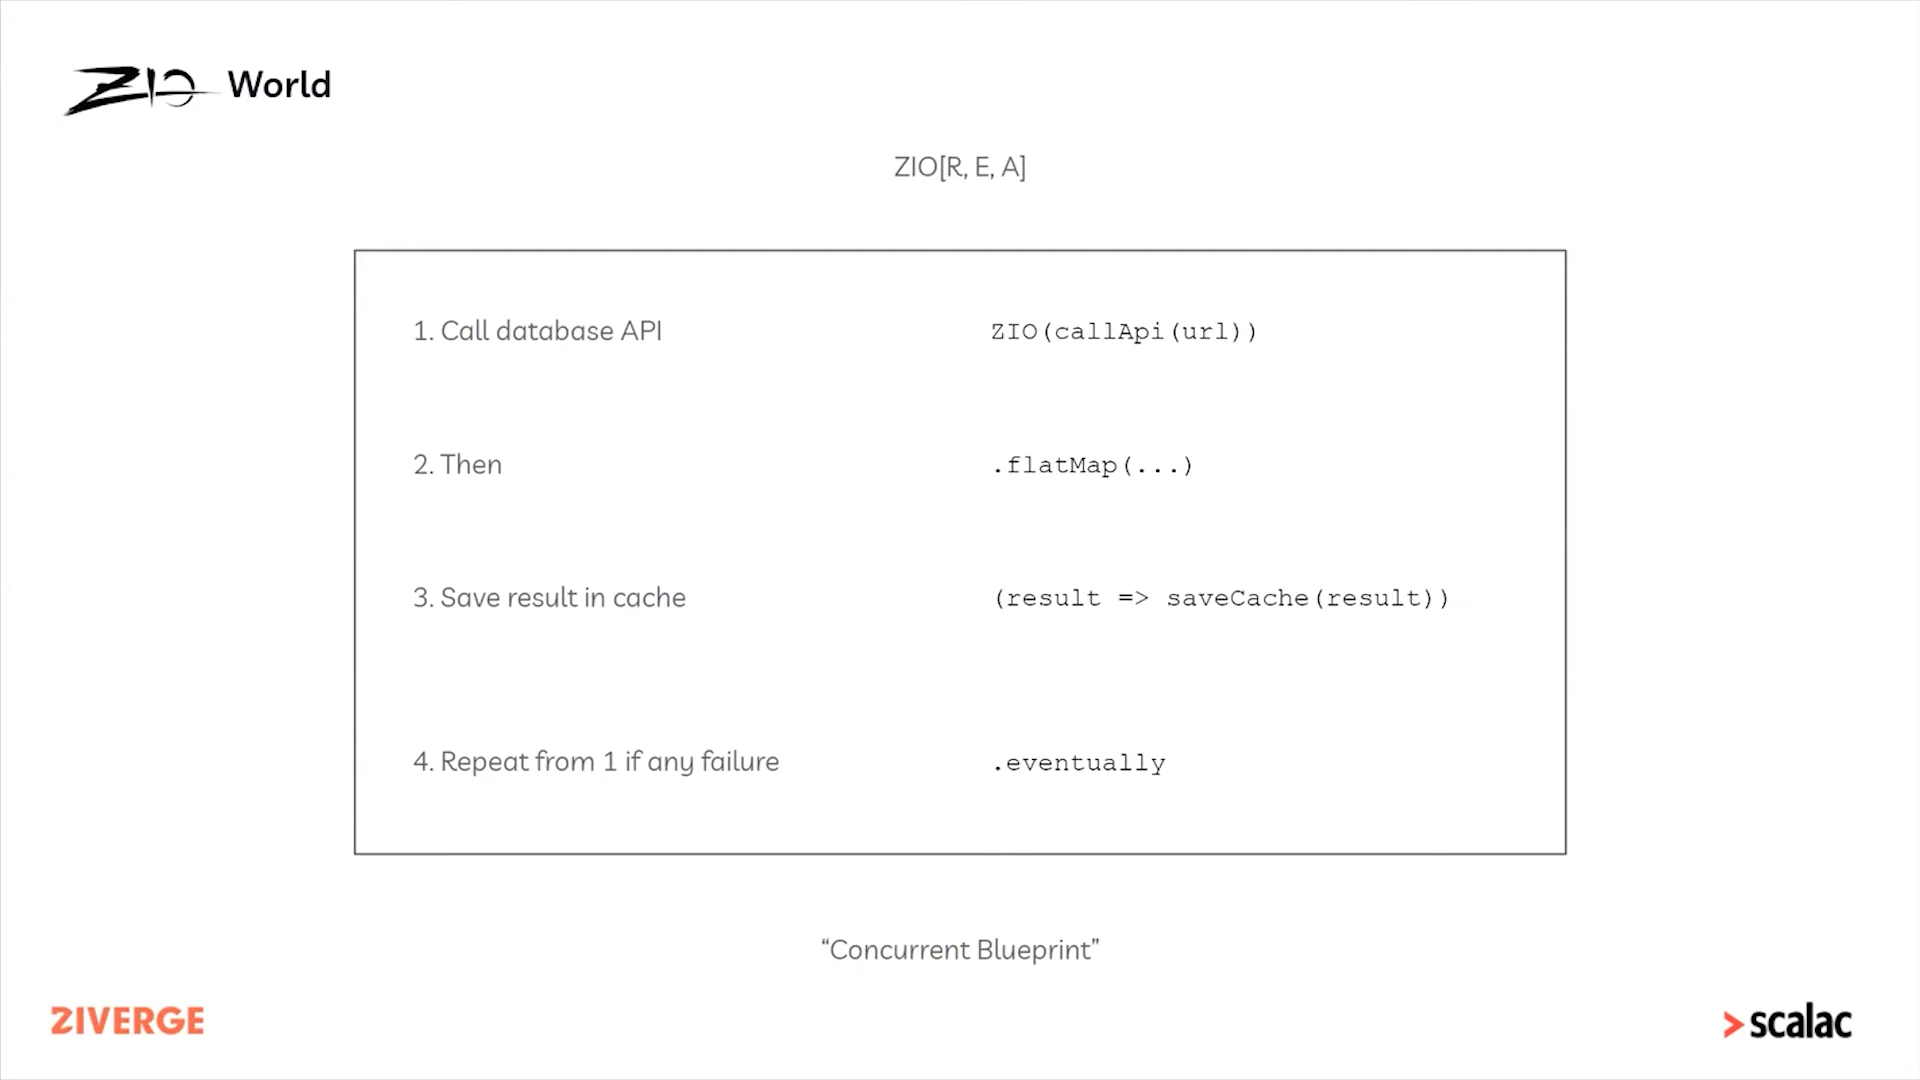 ZIO World
ZIO[R, E, A]
1. Call database API ZIO(callApi(url))
2. Then .flatMap(...)
3. Save result in cache (result => saveCache(result))
4. Repeat from 1 if any failure .eventually
“Concurrent Blueprint”
ZIVERGE
>scalac